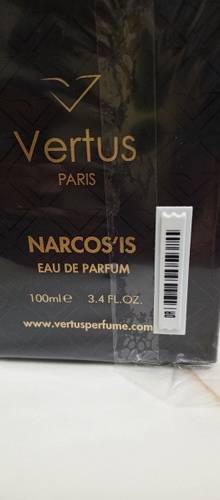 Vertus
PARIS
NARCOS'IS
EAU DE PARFUM
100ml ℮ 3.4 FL.OZ.
www.vertusperfume.com